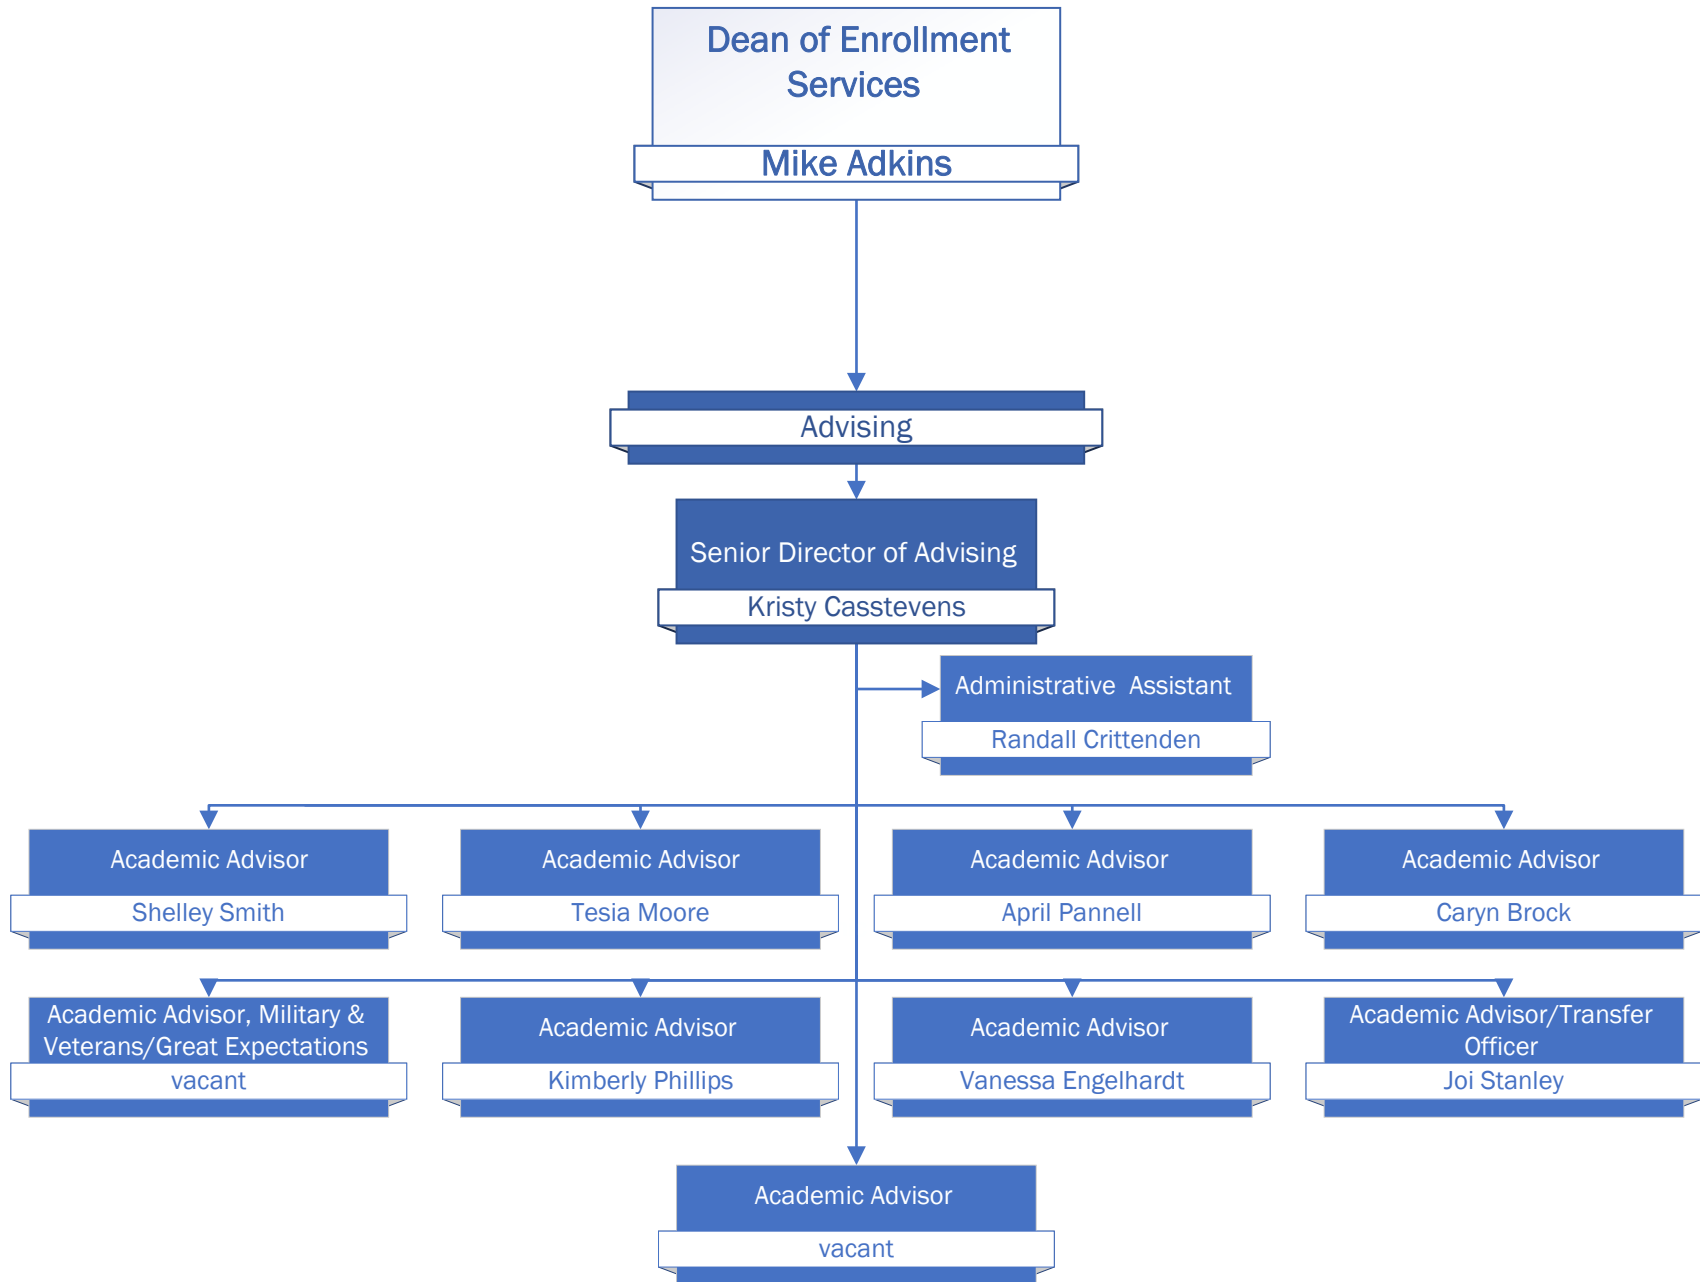 Dean of Enrollment
Services
Mike Adkins
Advising
Senior Director of Advising
Kristy Casstevens
Administrative  Assistant
Randall Crittenden
Academic Advisor
Shelley Smith
Academic Advisor
Tesia Moore
Academic Advisor
April Pannell
Academic Advisor
Caryn Brock
Academic Advisor, Military &
Veterans/Great Expectations
vacant
Academic Advisor
Kimberly Phillips
Academic Advisor
Vanessa Engelhardt
Academic Advisor/Transfer
Officer
Joi Stanley
Academic Advisor
vacant